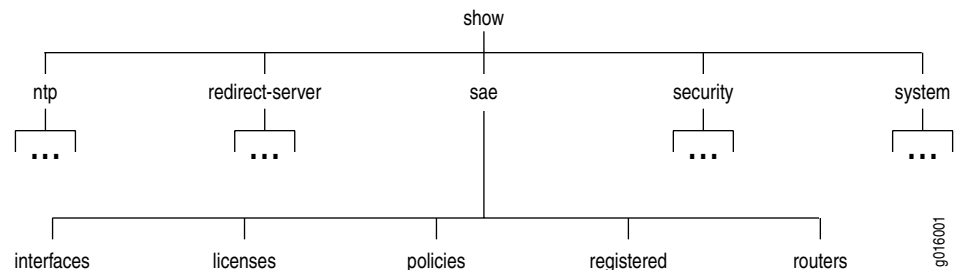 show
ntp redirect-server sae security system
... ... ... ...
interfaces licenses policies registered routers
g016001